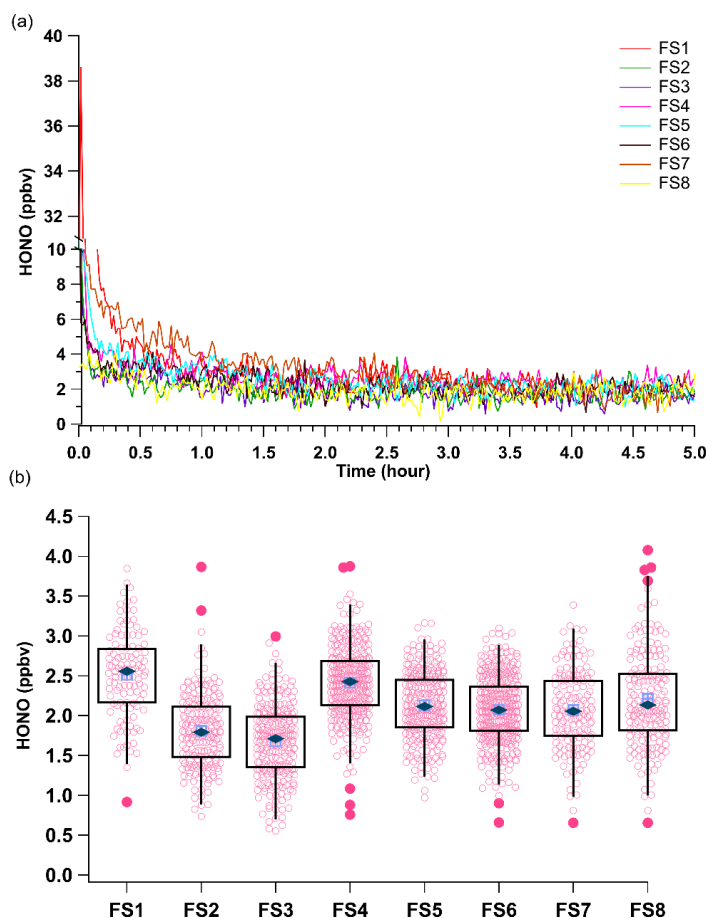 (a)
40
38
36
34
32
10
8
6
4
2
0
HONO (ppbv)
FS1
FS2
FS3
FS4
FS5
FS6
FS7
FS8
0.0 0.5 1.0 1.5 2.0 2.5 3.0 3.5 4.0 4.5 5.0
Time (hour)
(b)
4.5
4.0
3.5
3.0
2.5
2.0
1.5
1.0
0.5
0.0
HONO (ppbv)
FS1 FS2 FS3 FS4 FS5 FS6 FS7 FS8